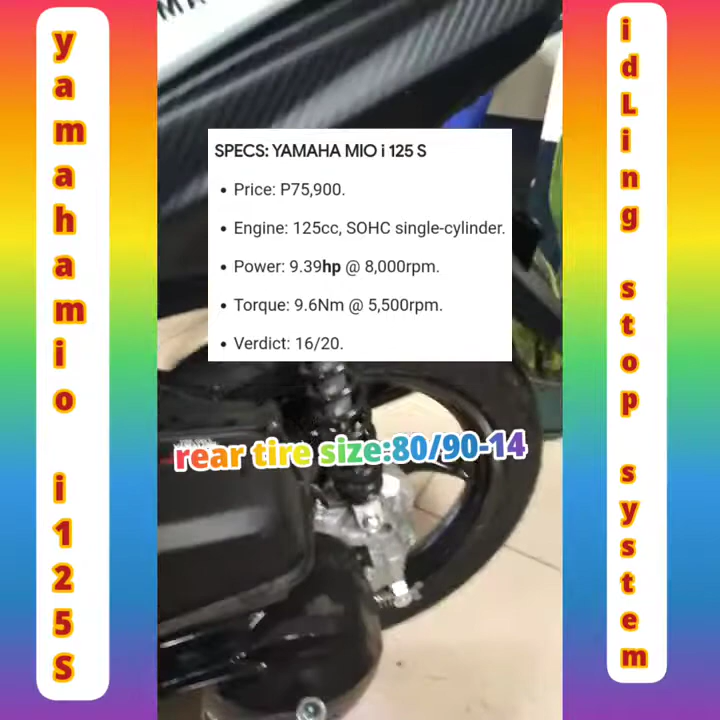 yamahamio i125S
SPECS: YAMAHA MIO i 125 S
• Price: P75,900.
• Engine: 125cc, SOHC single-cylinder.
• Power: 9.39hp @ 8,000rpm.
• Torque: 9.6Nm @ 5,500rpm.
• Verdict: 16/20.
rear tire size:80/90-14
idLing stop system